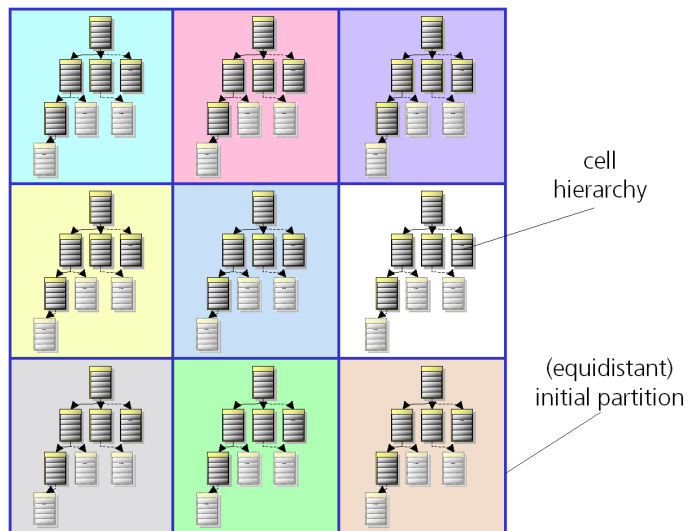 cell
hierarchy
(equidistant)
initial partition